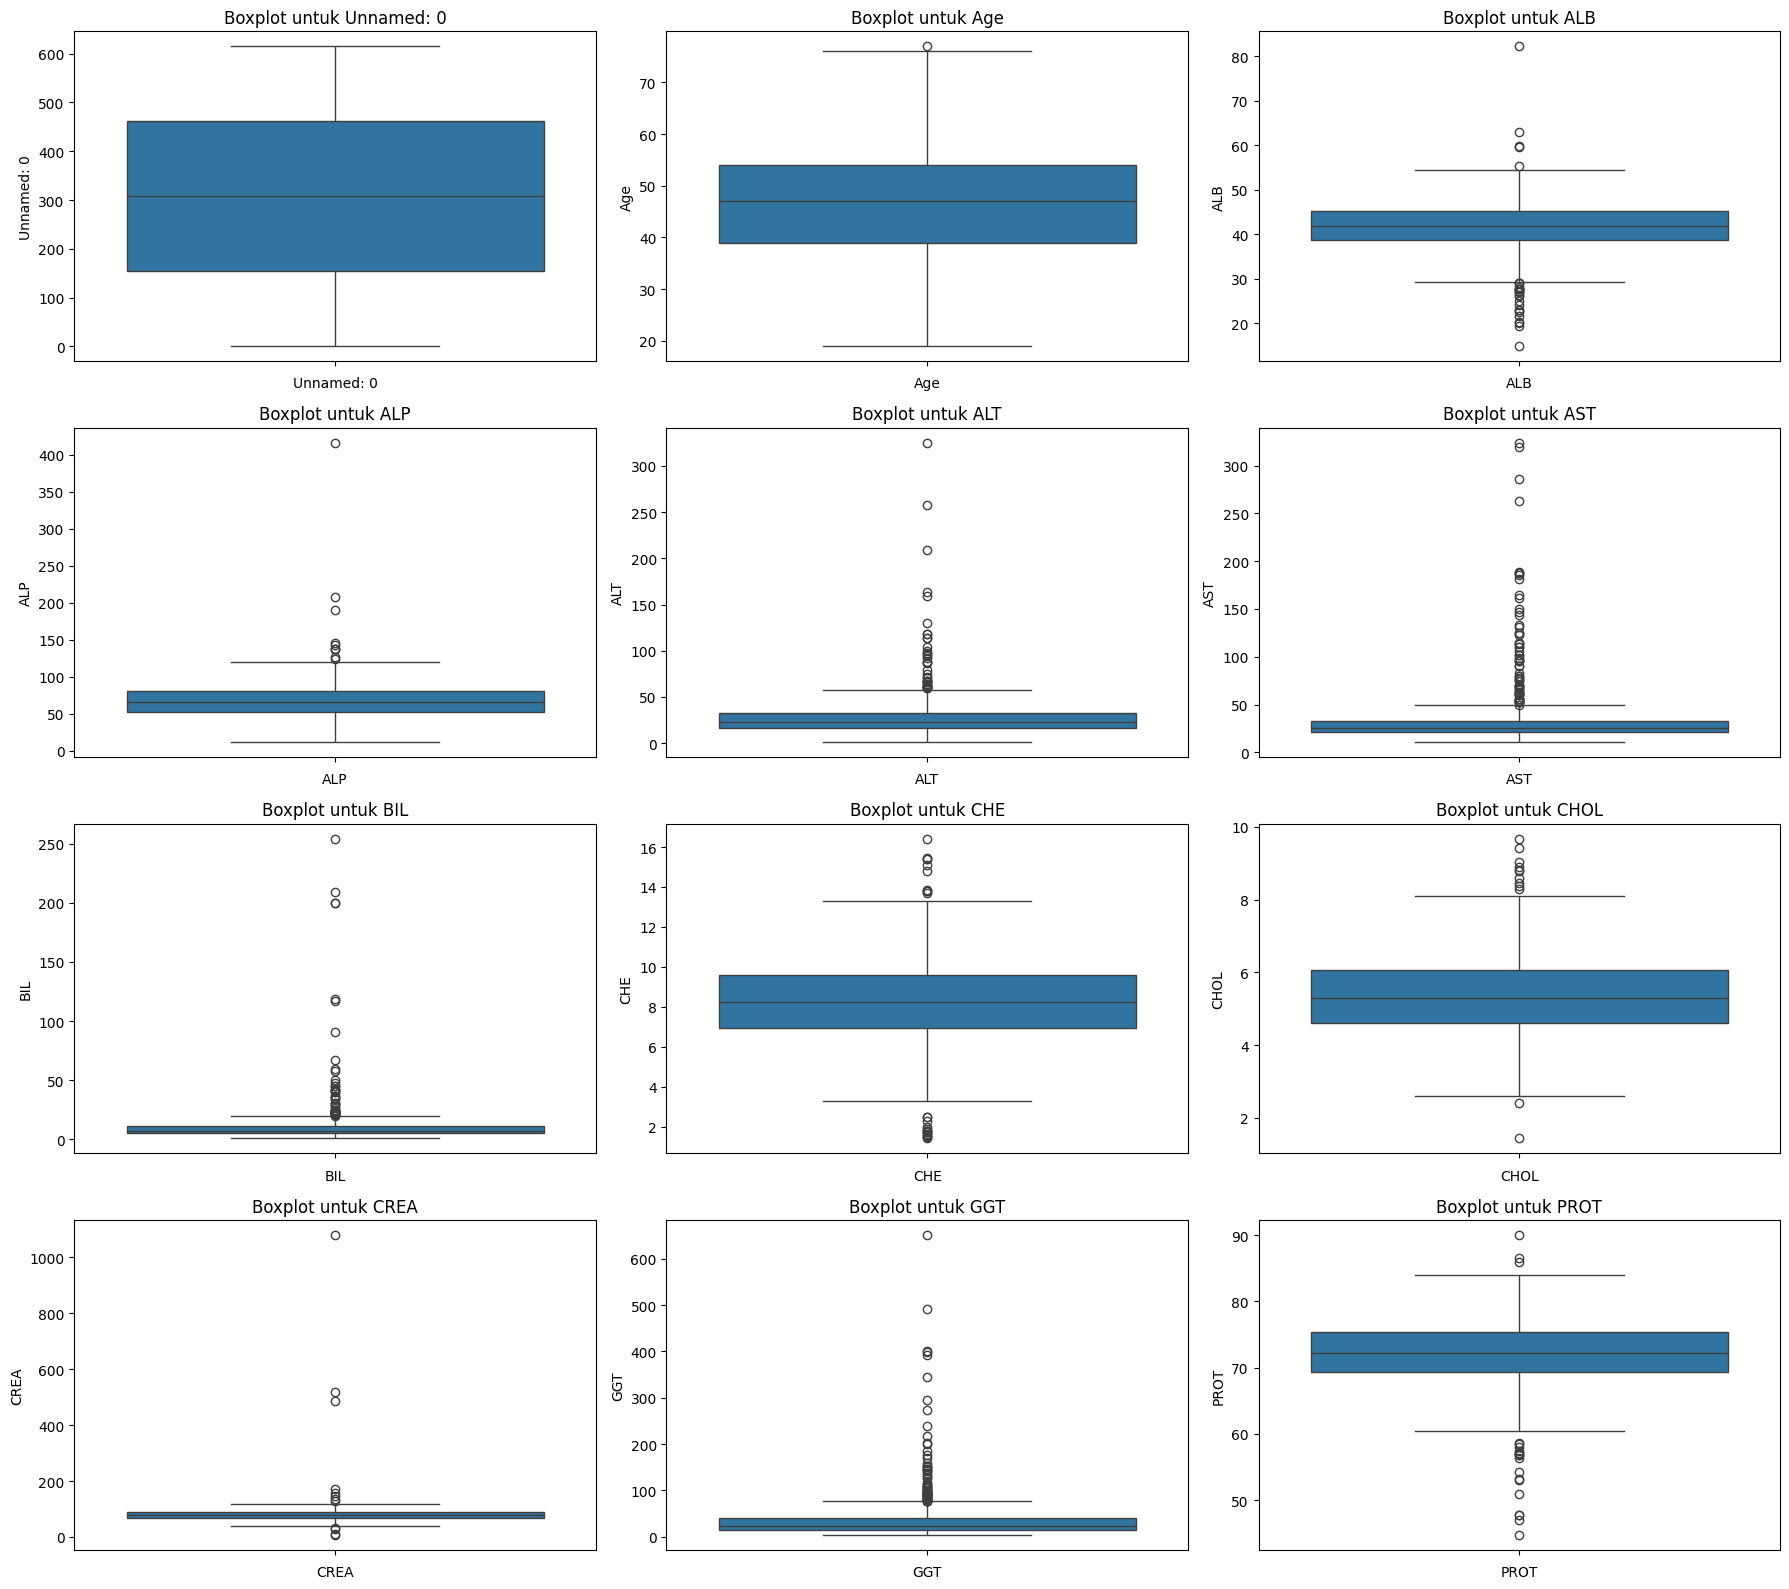 Boxplot untuk Unnamed: 0
600
500
400
300
200
100
0
Unnamed: 0
Unnamed: 0
Boxplot untuk Age
70
60
50
40
30
20
Age
Age
Boxplot untuk ALB
80
70
60
50
40
30
20
ALB
ALB
Boxplot untuk ALP
400
350
300
250
200
150
100
50
0
ALP
ALP
Boxplot untuk ALT
300
250
200
150
100
50
0
ALT
ALT
Boxplot untuk AST
300
250
200
150
100
50
0
AST
AST
Boxplot untuk BIL
250
200
150
100
50
0
BIL
BIL
Boxplot untuk CHE
16
14
12
10
8
6
4
2
CHE
CHE
Boxplot untuk CHOL
10
8
6
4
2
CHOL
CHOL
Boxplot untuk CREA
1000
800
600
400
200
0
CREA
CREA
Boxplot untuk GGT
600
500
400
300
200
100
0
GGT
GGT
Boxplot untuk PROT
90
80
70
60
50
PROT
PROT